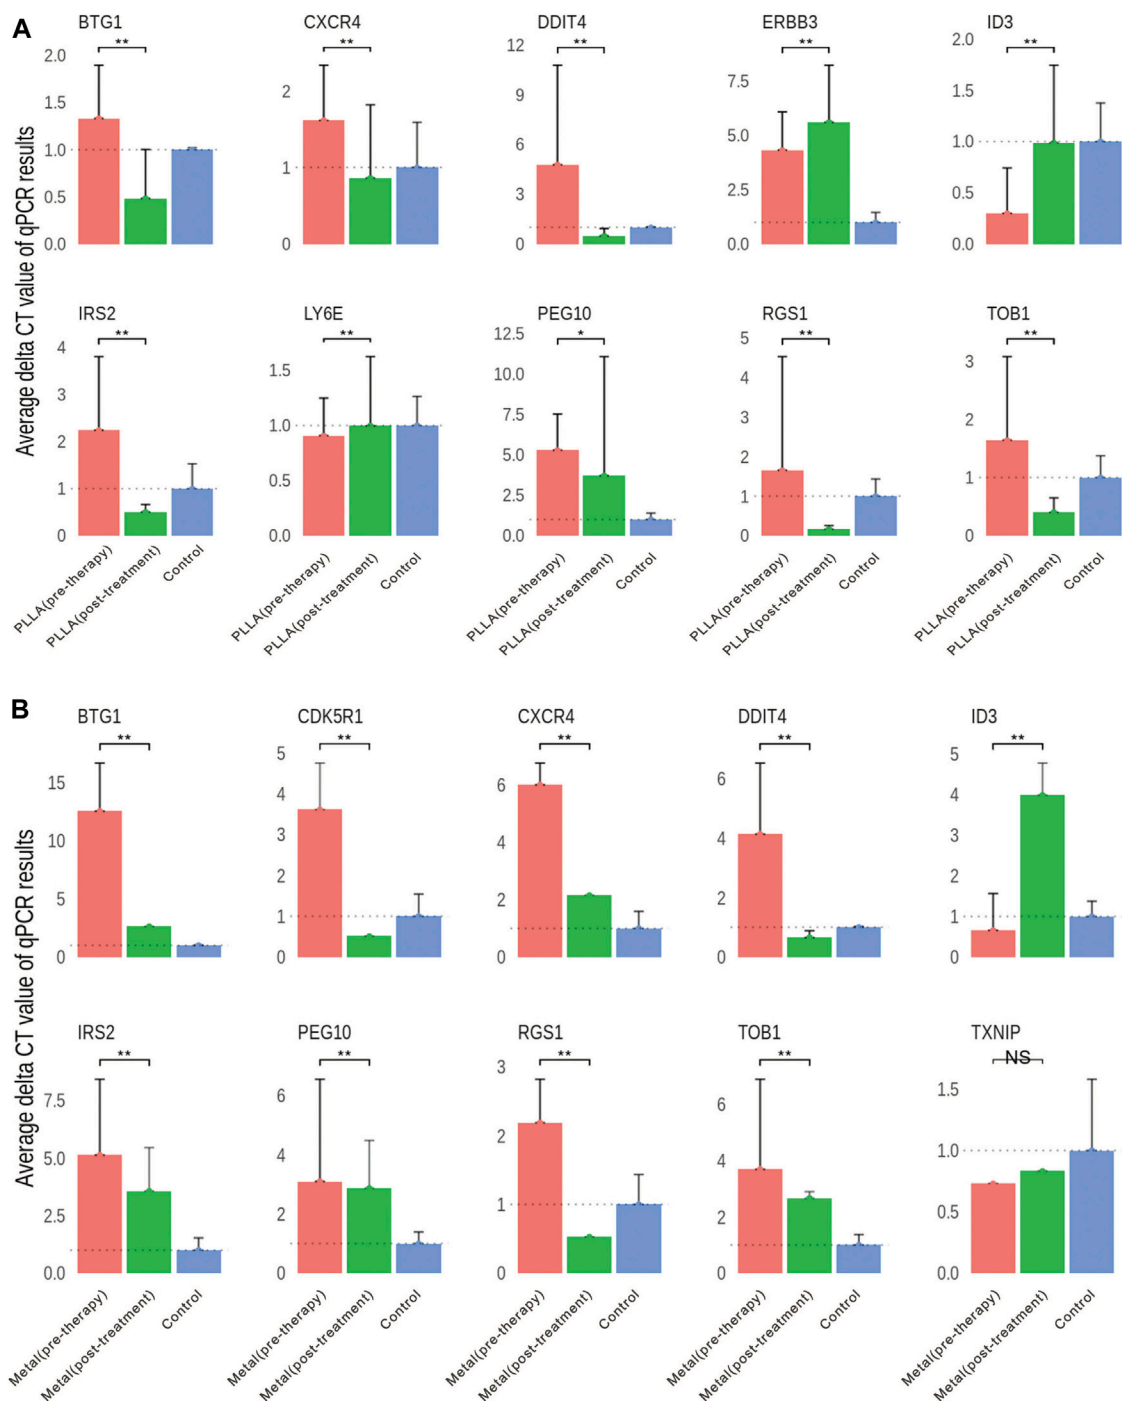 A
Average delta CT value of qPCR results
BTG1
**
2.0
1.5
1.0
0.5
0.0
CXCR4
**
2
1
0
DDIT4
**
12
9
6
3
0
ERBB3
**
7.5
5.0
2.5
0.0
ID3
**
2.0
1.5
1.0
0.5
0.0
IRS2
**
4
3
2
1
0
LY6E
**
1.5
1.0
0.5
0.0
PEG10
*
12.5
10.0
7.5
5.0
2.5
0.0
RGS1
**
5
4
3
2
1
0
TOB1
**
3
2
1
0
PLLA(pre-therapy)
PLLA(post-treatment)
Control
PLLA(pre-therapy)
PLLA(post-treatment)
Control
PLLA(pre-therapy)
PLLA(post-treatment)
Control
PLLA(pre-therapy)
PLLA(post-treatment)
Control
PLLA(pre-therapy)
PLLA(post-treatment)
Control
B
Average delta CT value of qPCR results
BTG1
**
15
10
5
0
CDK5R1
**
5
4
3
2
1
0
CXCR4
**
6
4
2
0
DDIT4
**
6
4
2
0
ID3
**
5
4
3
2
1
0
IRS2
**
7.5
5.0
2.5
0.0
PEG10
**
6
4
2
0
RGS1
**
3
2
1
0
TOB1
**
6
4
2
0
TXNIP
NS
1.5
1.0
0.5
0.0
Metal(pre-therapy)
Metal(post-treatment)
Control
Metal(pre-therapy)
Metal(post-treatment)
Control
Metal(pre-therapy)
Metal(post-treatment)
Control
Metal(pre-therapy)
Metal(post-treatment)
Control
Metal(pre-therapy)
Metal(post-treatment)
Control